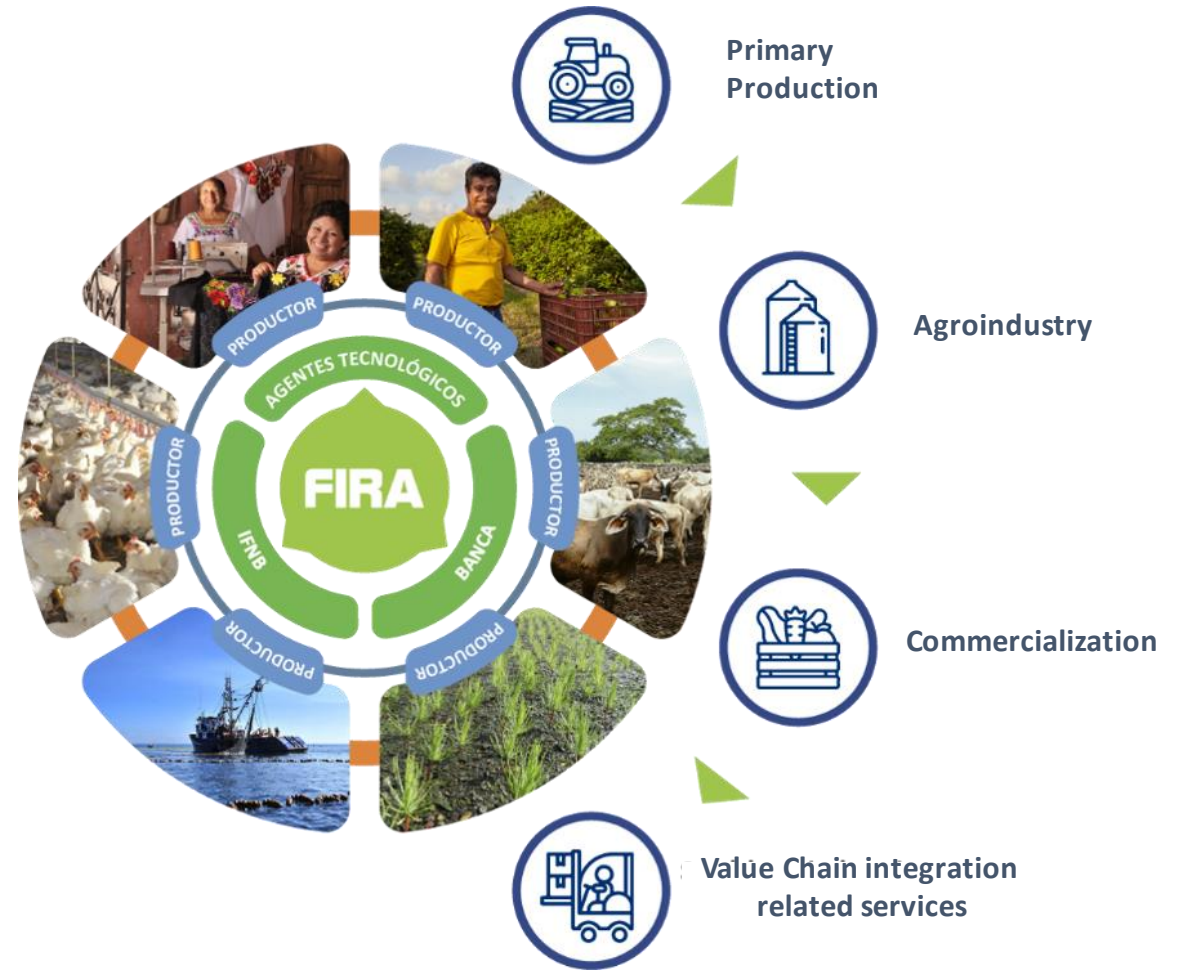 Primary
Production
PRODUCTOR
PRODUCTOR
AGENTES TECNOLÓGICOS
Agroindustry
PRODUCTOR
PRODUCTOR
FIRA
IFNB
BANCA
PRODUCTOR
PRODUCTOR
Commercialization
Value Chain integration
related services